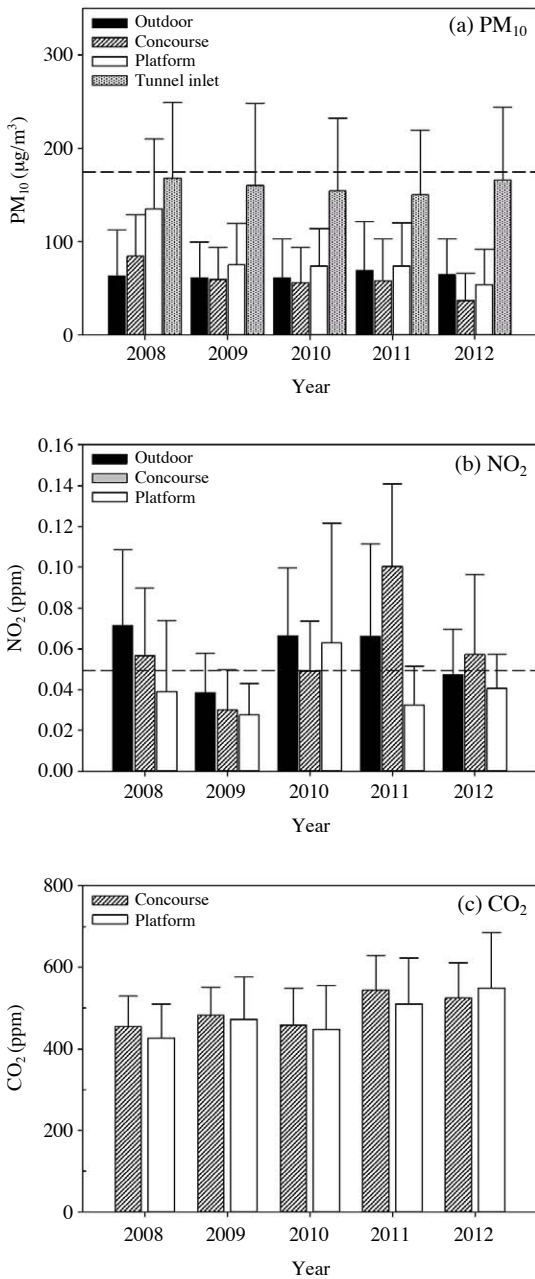 (a) PM₁₀
Outdoor
Concourse
Platform
Tunnel inlet
300
200
100
0
PM₁₀ (µg/m³)
2008 2009 2010 2011 2012
Year
(b) NO₂
Outdoor
Concourse
Platform
0.16
0.14
0.12
0.10
0.08
0.06
0.04
0.02
0.00
NO₂ (ppm)
2008 2009 2010 2011 2012
Year
(c) CO₂
Concourse
Platform
800
600
400
200
0
CO₂ (ppm)
2008 2009 2010 2011 2012
Year